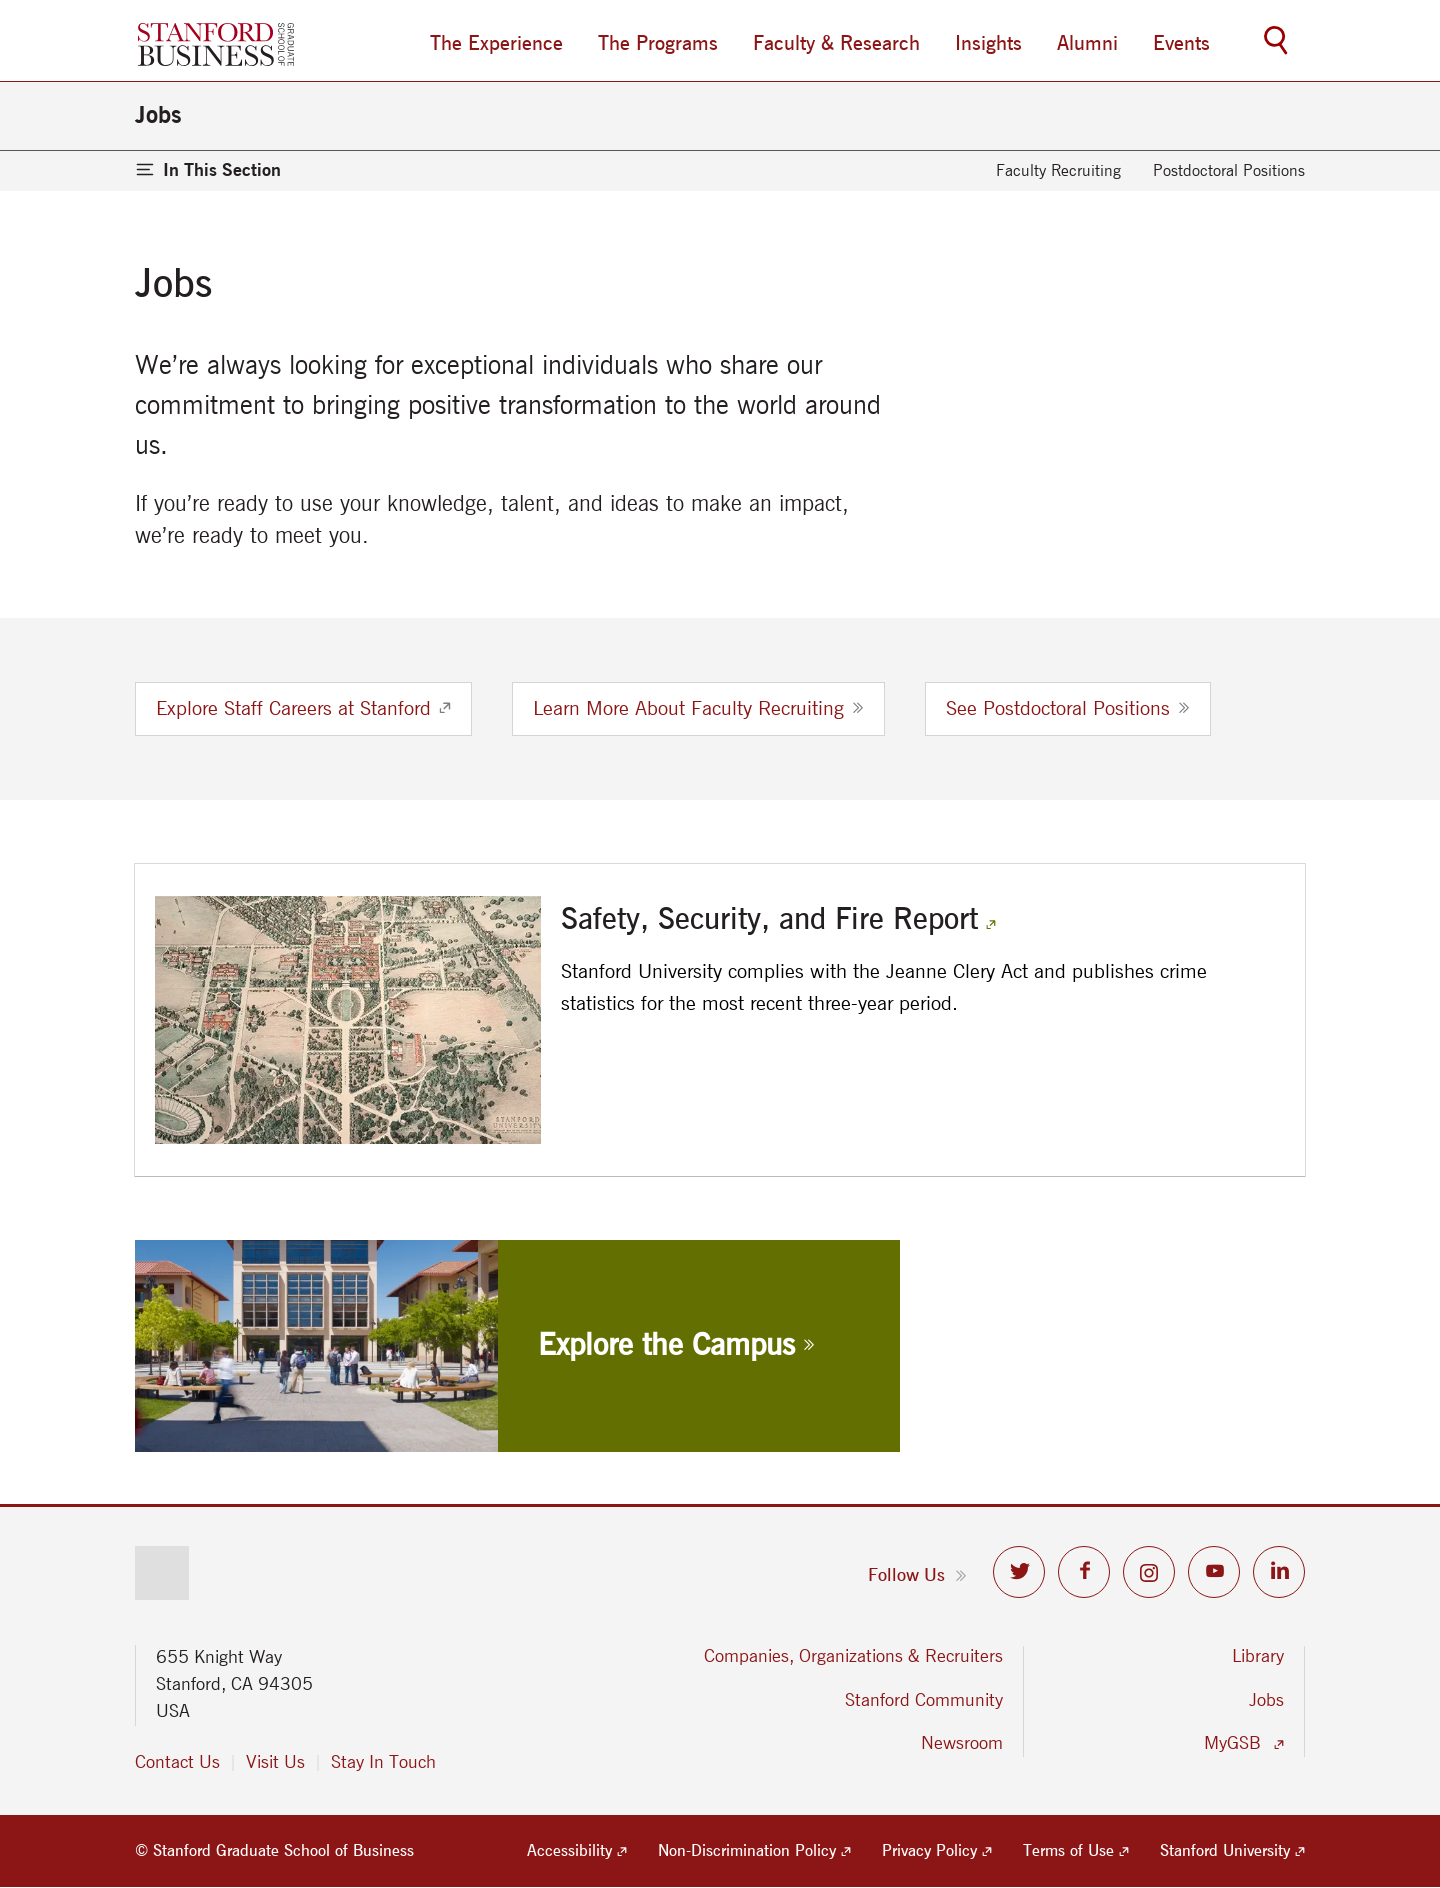 STANFORD
BUSINESS
GRADUATE
SCHOOL OF
The Experience
The Programs
Faculty & Research
Insights
Alumni
Events
Jobs
In This Section
Faculty Recruiting
Postdoctoral Positions
Jobs
We’re always looking for exceptional individuals who share our
commitment to bringing positive transformation to the world around
us.
If you’re ready to use your knowledge, talent, and ideas to make an impact,
we’re ready to meet you.
Explore Staff Careers at Stanford
Learn More About Faculty Recruiting
See Postdoctoral Positions
STANFORD
UNIVERSITY
Safety, Security, and Fire Report
Stanford University complies with the Jeanne Clery Act and publishes crime
statistics for the most recent three-year period.
Explore the Campus
Follow Us
655 Knight Way
Stanford, CA 94305
USA
Contact Us
Visit Us
Stay In Touch
Companies, Organizations & Recruiters
Stanford Community
Newsroom
Library
Jobs
MyGSB
© Stanford Graduate School of Business
Accessibility
Non-Discrimination Policy
Privacy Policy
Terms of Use
Stanford University